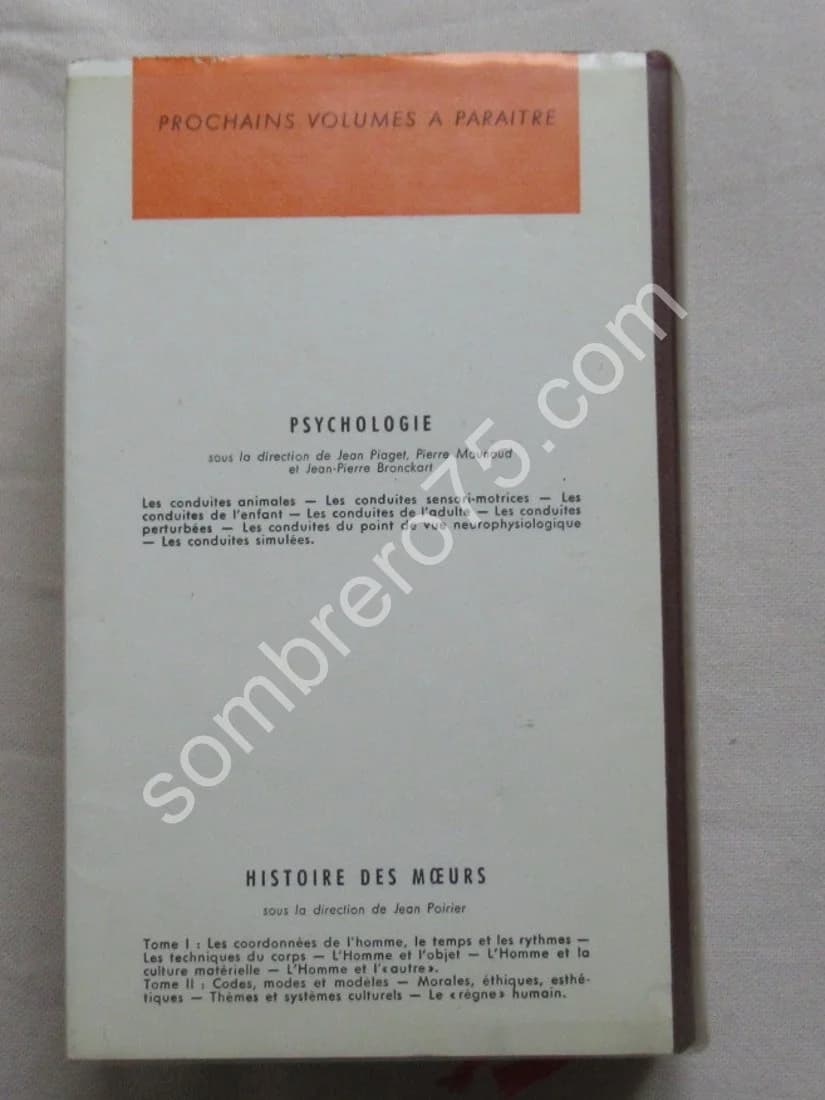 PROCHAINS VOLUMES A PARAITRE
PSYCHOLOGIE
sous la direction de Jean Piaget, Pierre Mounoud
et Jean-Pierre Bronckart
Les conduites animales — Les conduites sensori-motrices — Les
conduites de l'enfant — Les conduites de l'adulte — Les conduites
perturbées — Les conduites du point de vue neurophysiologique
— Les conduites simulées.
sombrero75.com
HISTOIRE DES MŒURS
sous la direction de Jean Poirier
Tome I : Les coordonnées de l'homme, le temps et les rythmes —
Les techniques du corps — L'Homme et l'objet — L'Homme et la
culture matérielle — L'Homme et l'«autre».
Tome II : Codes, modes et modèles — Morales, éthiques, esthé-
tiques — Thèmes et systèmes culturels — Le «règne» humain.